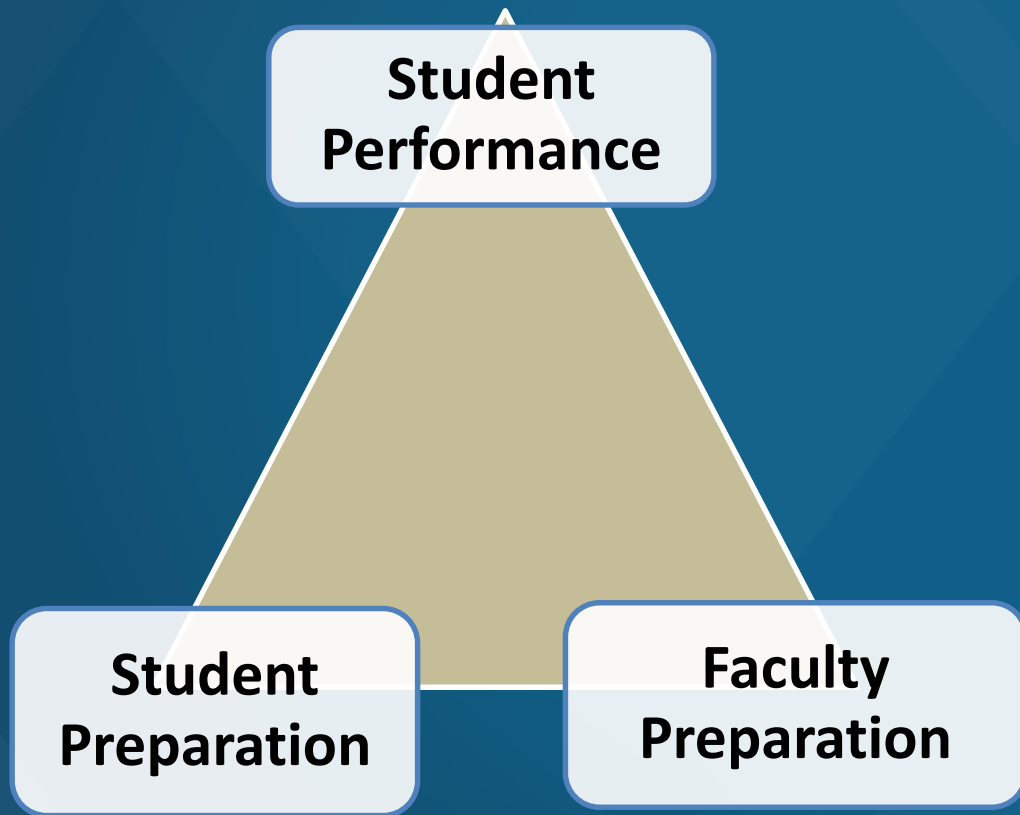 Student
Performance
Student
Preparation
Faculty
Preparation